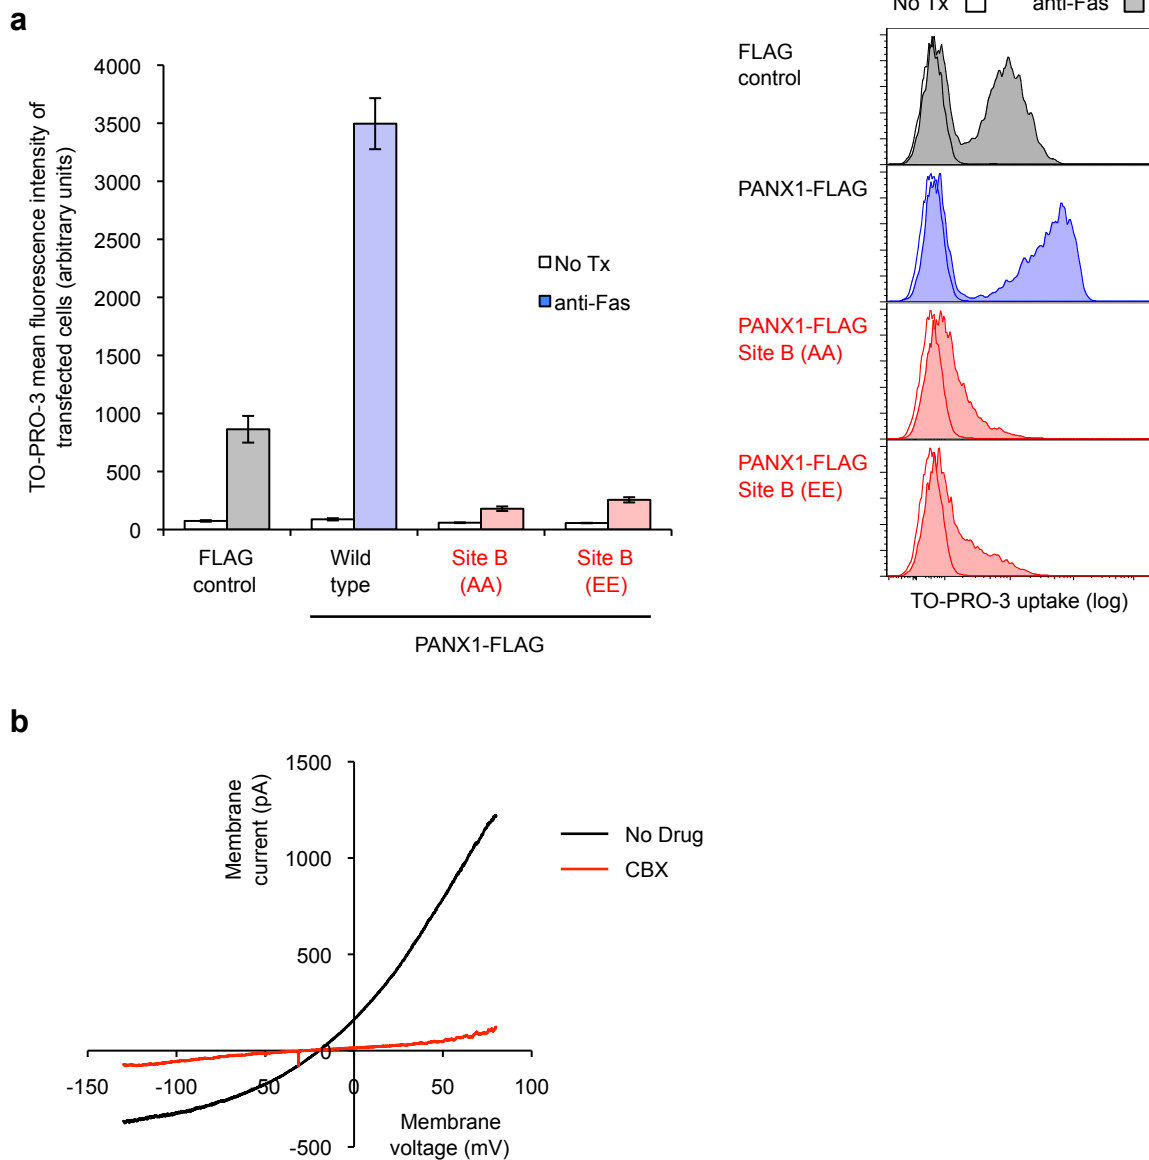 a
TO-PRO-3 mean fluorescence intensity of
transfected cells (arbitrary units)
4000
3500
3000
2500
2000
1500
1000
500
0
No Tx
anti-Fas
FLAG
control
Wild
type
Site B
(AA)
Site B
(EE)
PANX1-FLAG
No Tx
anti-Fas
FLAG
control
PANX1-FLAG
PANX1-FLAG
Site B (AA)
PANX1-FLAG
Site B (EE)
TO-PRO-3 uptake (log)
b
Membrane
current (pA)
1500
1000
500
0
-500
-150
-100
-50
0
50
100
Membrane
voltage (mV)
No Drug
CBX